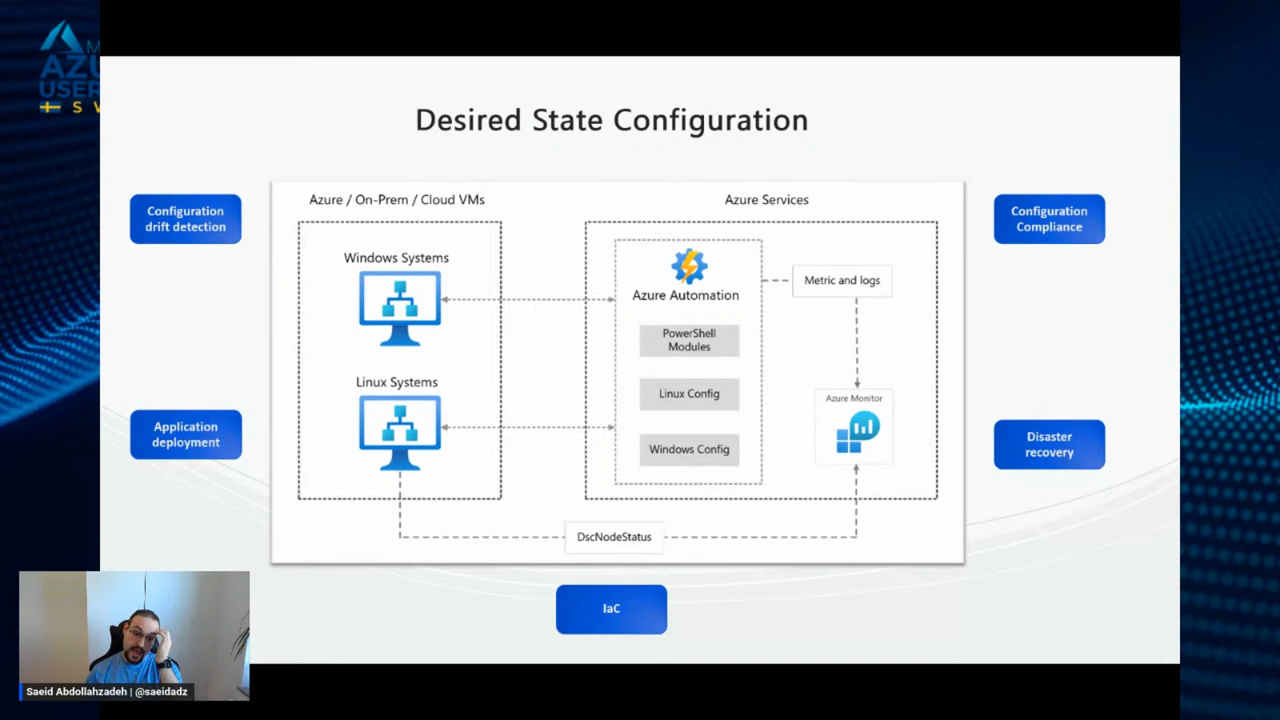 M
AZU
USER
S W
Desired State Configuration
Azure / On-Prem / Cloud VMs
Azure Services
Configuration
drift detection
Configuration
Compliance
Windows Systems
Azure Automation
Metric and logs
PowerShell
Modules
Linux Systems
Linux Config
Azure Monitor
Application
deployment
Windows Config
Disaster
recovery
DscNodeStatus
IaC
Saeid Abdollahzadeh | @saeidadz